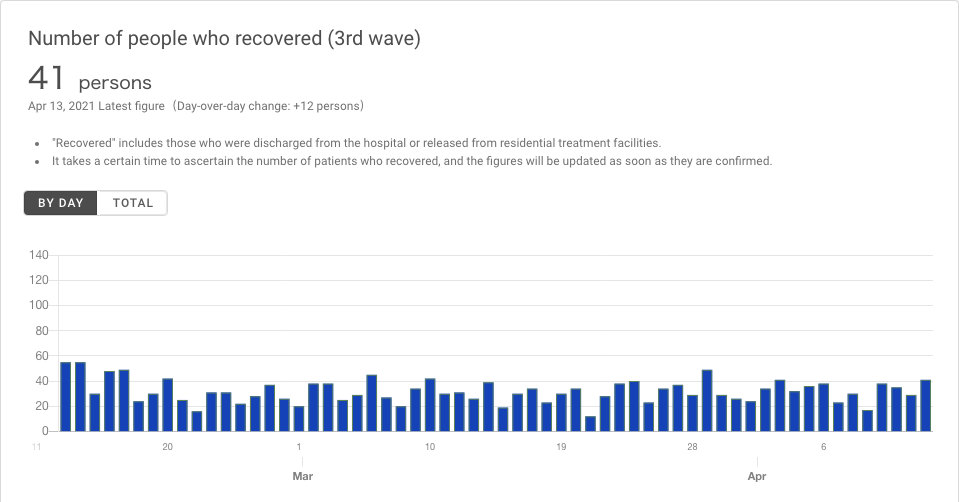 Number of people who recovered (3rd wave)
41 persons
Apr 13, 2021 Latest figure（Day-over-day change: +12 persons）
• "Recovered" includes those who were discharged from the hospital or released from residential treatment facilities.
• It takes a certain time to ascertain the number of patients who recovered, and the figures will be updated as soon as they are confirmed.
BY DAY TOTAL
140
120
100
80
60
40
20
0
11 20 1 10 19 28 6
Mar Apr